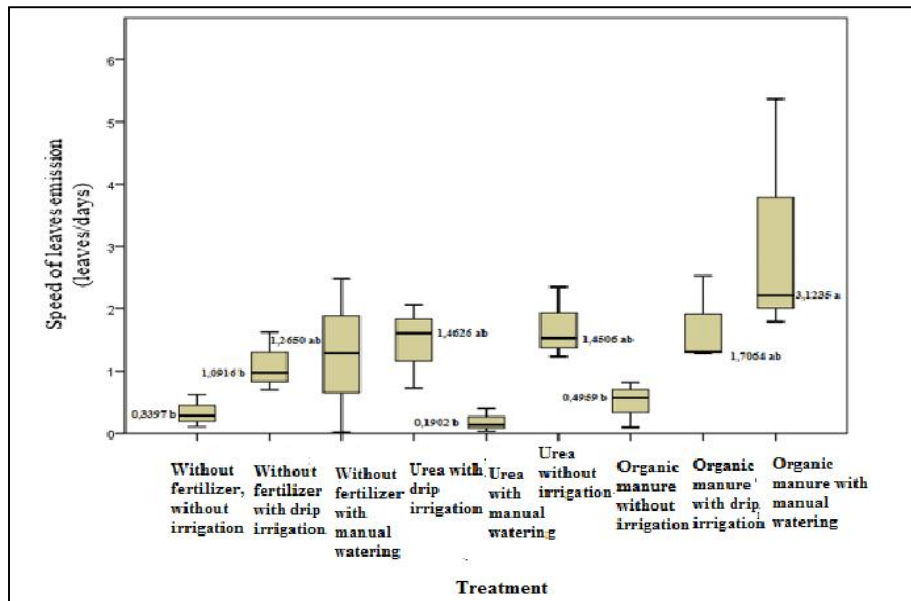 6
5
4
3
2
1
0
Speed of leaves emission
(leaves/days)
0,3397 b
1,0916 b
1,2650 ab
1,4626 ab
0,1902 b
1,4506 ab
0,4959 b
1,7064 ab
3,1235 a
Without
fertilizer,
without
irrigation
Without
fertilizer
with drip
irrigation
Without
fertilizer
with
manual
watering
Urea with
drip
irrigation
Urea
with
manual
watering
Urea
without
irrigation
Organic
manure
without
irrigation
Organic
manure
with drip
irrigation
Organic
manure with
manual
watering
Treatment